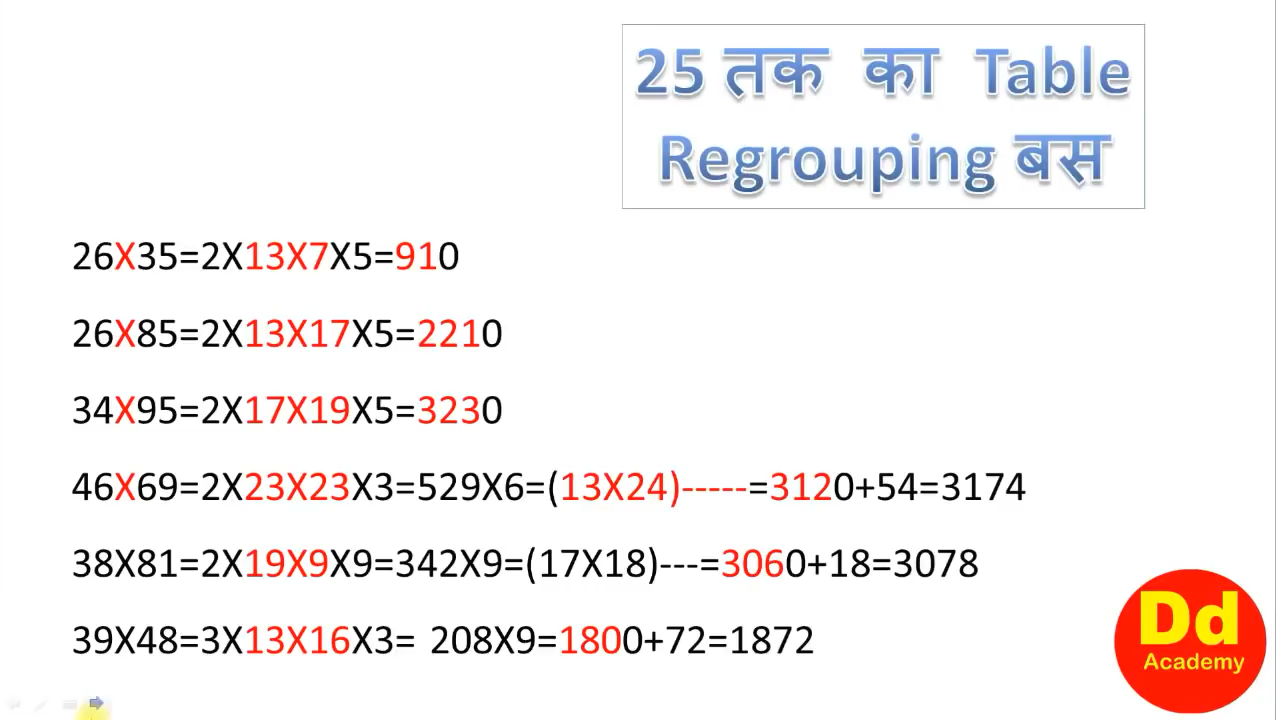 25 तक का Table
Regrouping बस
26X35=2X13X7X5=910
26X85=2X13X17X5=2210
34X95=2X17X19X5=3230
46X69=2X23X23X3=529X6=(13X24)-----=3120+54=3174
38X81=2X19X9X9=342X9=(17X18)---=3060+18=3078
39X48=3X13X16X3= 208X9=1800+72=1872
Dd
Academy